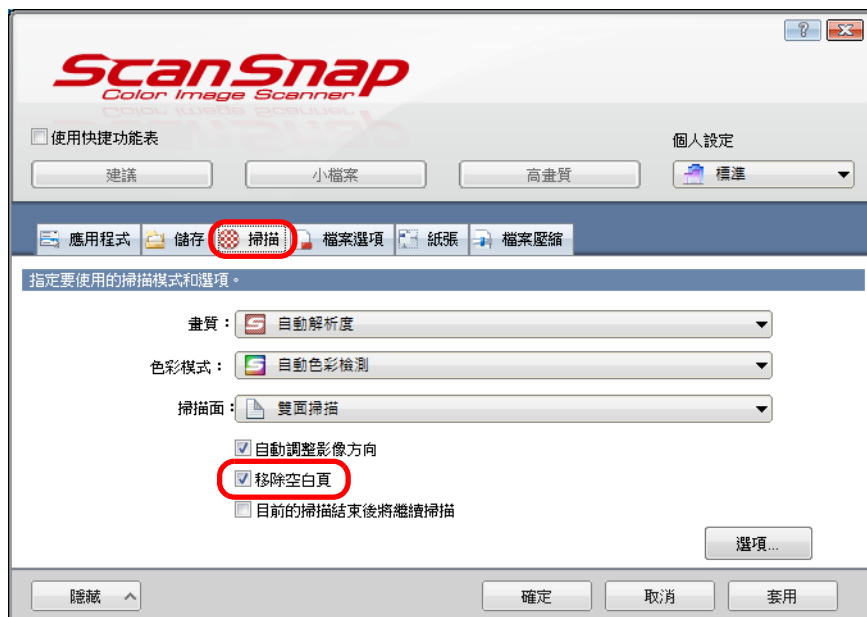 ScanSnap
Color Image Scanner
使用快捷功能表
個人設定
建議 小檔案 高畫質 標準
應用程式 儲存 掃描 檔案選項 紙張 檔案壓縮
指定要使用的掃描模式和選項。
畫質： 自動解析度
色彩模式： 自動色彩檢測
掃描面： 雙面掃描
自動調整影像方向
移除空白頁
目前的掃描結束後將繼續掃描
選項...
隱藏 確定 取消 套用